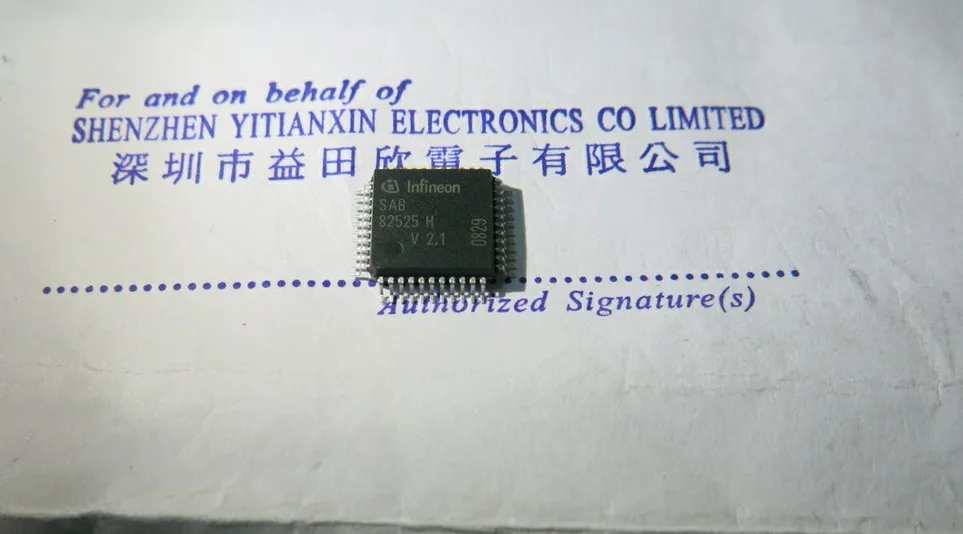 For and on behalf of
SHENZHEN YITIANXIN ELECTRONICS CO LIMITED
深圳市益田欣電子有限公司
Infineon
SAB
82525 H
V 2.1
0829
Authorized Signature(s)